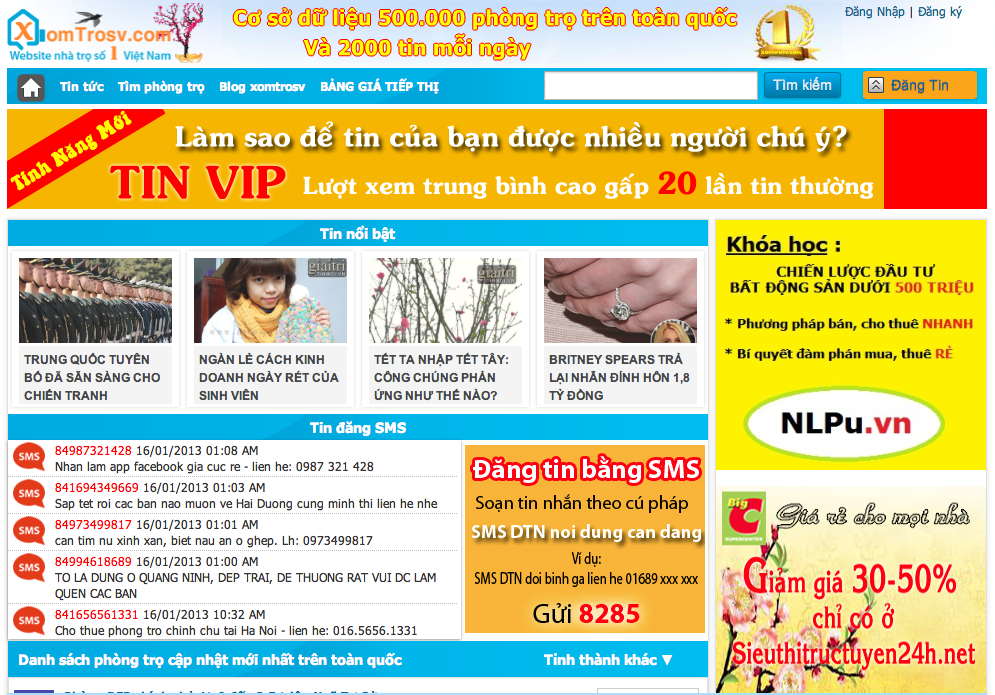 XomTrosv.com
Website nhà trọ số 1 Việt Nam
Cơ sở dữ liệu 500.000 phòng trọ trên toàn quốc
Và 2000 tin mỗi ngày
1
Đăng Nhập | Đăng ký
Tin tức Tìm phòng trọ Blog xomtrosv BẢNG GIÁ TIẾP THỊ
Tìm kiếm
Đăng Tin
Tính Năng Mới
Làm sao để tin của bạn được nhiều người chú ý?
TIN VIP Lượt xem trung bình cao gấp 20 lần tin thường
Tin nổi bật
giaitri
giaitri
TRUNG QUỐC TUYÊN
BỐ ĐÃ SẴN SÀNG CHO
CHIẾN TRANH
NGÀN LẺ CÁCH KINH
DOANH NGÀY RÉT CỦA
SINH VIÊN
TẾT TA NHẬP TẾT TÂY:
CÔNG CHÚNG PHẢN
ỨNG NHƯ THẾ NÀO?
BRITNEY SPEARS TRẢ
LẠI NHẪN ĐÍNH HÔN 1,8
TỶ ĐỒNG
Tin đăng SMS
SMS
84987321428 16/01/2013 01:08 AM
Nhan lam app facebook gia cuc re - lien he: 0987 321 428
SMS
841694349669 16/01/2013 01:03 AM
Sap tet roi cac ban nao muon ve Hai Duong cung minh thi lien he nhe
SMS
84973499817 16/01/2013 01:01 AM
can tim nu xinh xan, biet nau an o ghep. Lh: 0973499817
SMS
84994618689 16/01/2013 01:00 AM
TO LA DUNG O QUANG NINH, DEP TRAI, DE THUONG RAT VUI DC LAM
QUEN CAC BAN
SMS
841656561331 16/01/2013 10:32 AM
Cho thue phong tro chinh chu tai Ha Noi - lien he: 016.5656.1331
Đăng tin bằng SMS
Soạn tin nhắn theo cú pháp
SMS DTN noi dung can dang
Ví dụ:
SMS DTN doi binh ga lien he 01689 xxx xxx
Gửi 8285
Khóa học :
CHIẾN LƯỢC ĐẦU TƯ
BẤT ĐỘNG SẢN DƯỚI 500 TRIỆU
* Phương pháp bán, cho thuê NHANH
* Bí quyết đàm phán mua, thuê RẺ
NLPu.vn
Big C
SUPERCENTER
Giá rẻ cho mọi nhà
Giảm giá 30-50%
chỉ có ở
Sieuthitructuyen24h.net
Danh sách phòng trọ cập nhật mới nhất trên toàn quốc
Tỉnh thành khác ▼